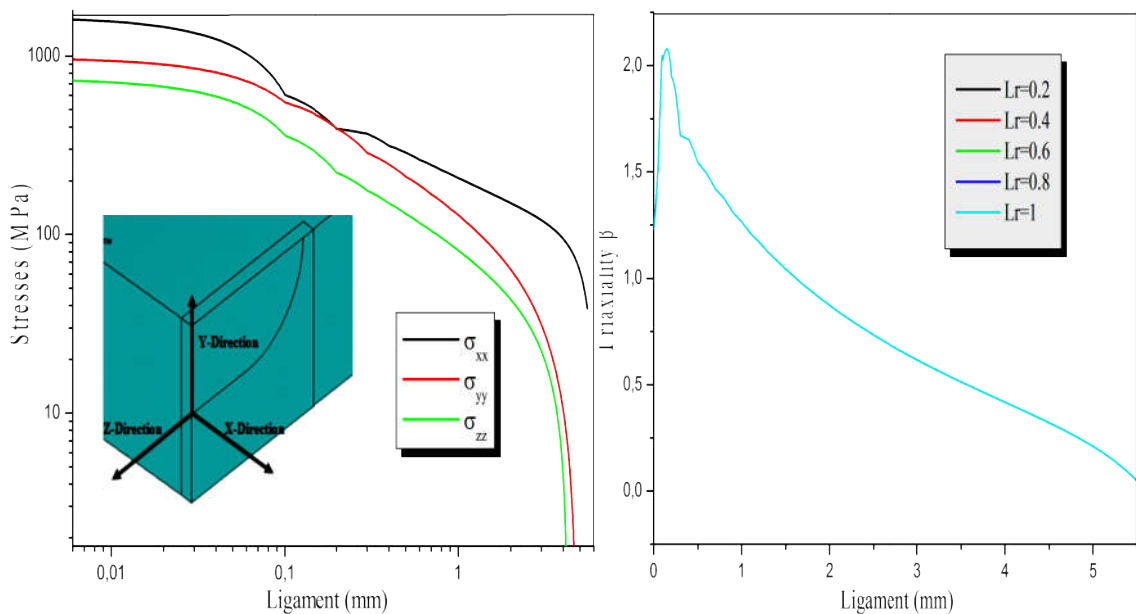 Stresses (MPa)
1000
100
10
Y-Direction
Z-Direction
X-Direction
σxx
σyy
σzz
0,01
0,1
1
Ligament (mm)
Triaxiality β
2,0
1,5
1,0
0,5
0,0
Lr=0.2
Lr=0.4
Lr=0.6
Lr=0.8
Lr=1
0
1
2
3
4
5
Ligament (mm)